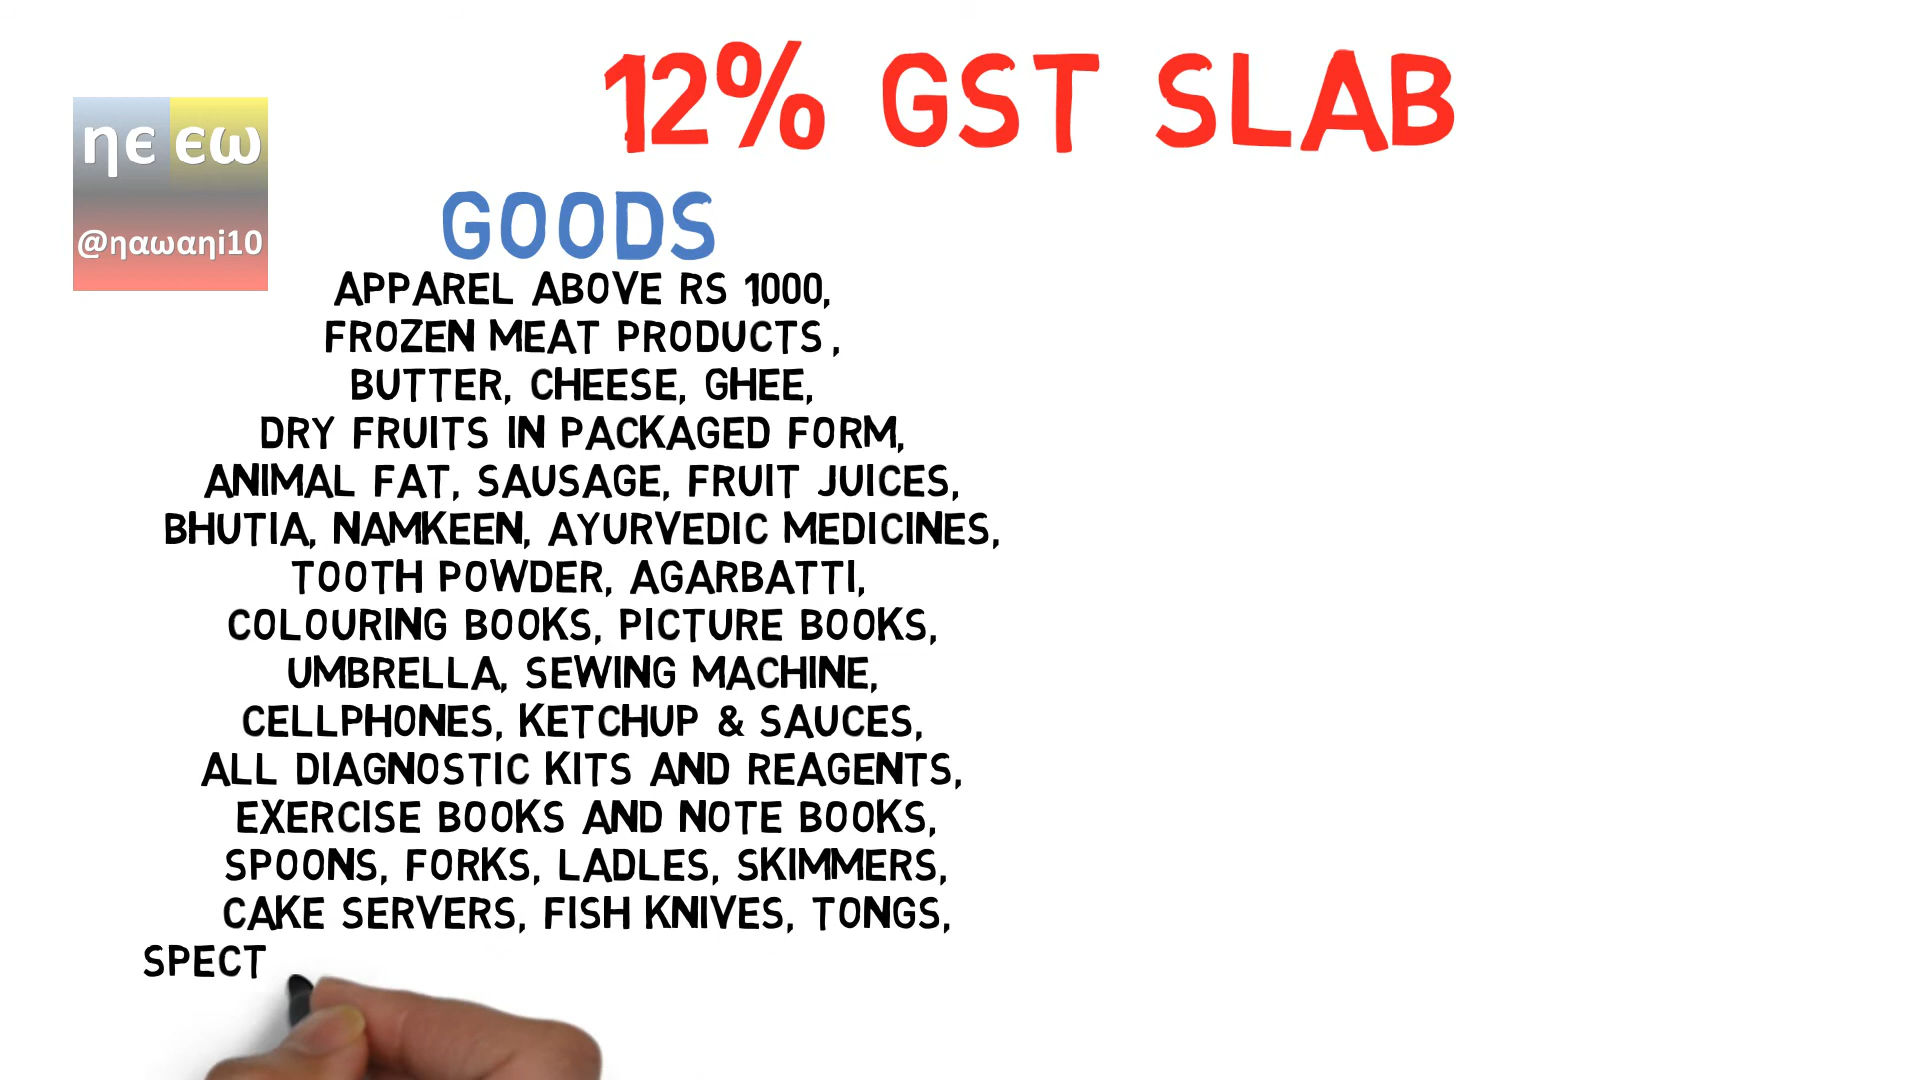 12% GST SLAB
ηε εω
@ηαωαηi10
GOODS
APPAREL ABOVE RS 1000,
FROZEN MEAT PRODUCTS ,
BUTTER, CHEESE, GHEE,
DRY FRUITS IN PACKAGED FORM,
ANIMAL FAT, SAUSAGE, FRUIT JUICES,
BHUTIA, NAMKEEN, AYURVEDIC MEDICINES,
TOOTH POWDER, AGARBATTI,
COLOURING BOOKS, PICTURE BOOKS,
UMBRELLA, SEWING MACHINE,
CELLPHONES, KETCHUP & SAUCES,
ALL DIAGNOSTIC KITS AND REAGENTS,
EXERCISE BOOKS AND NOTE BOOKS,
SPOONS, FORKS, LADLES, SKIMMERS,
CAKE SERVERS, FISH KNIVES, TONGS,
SPECT